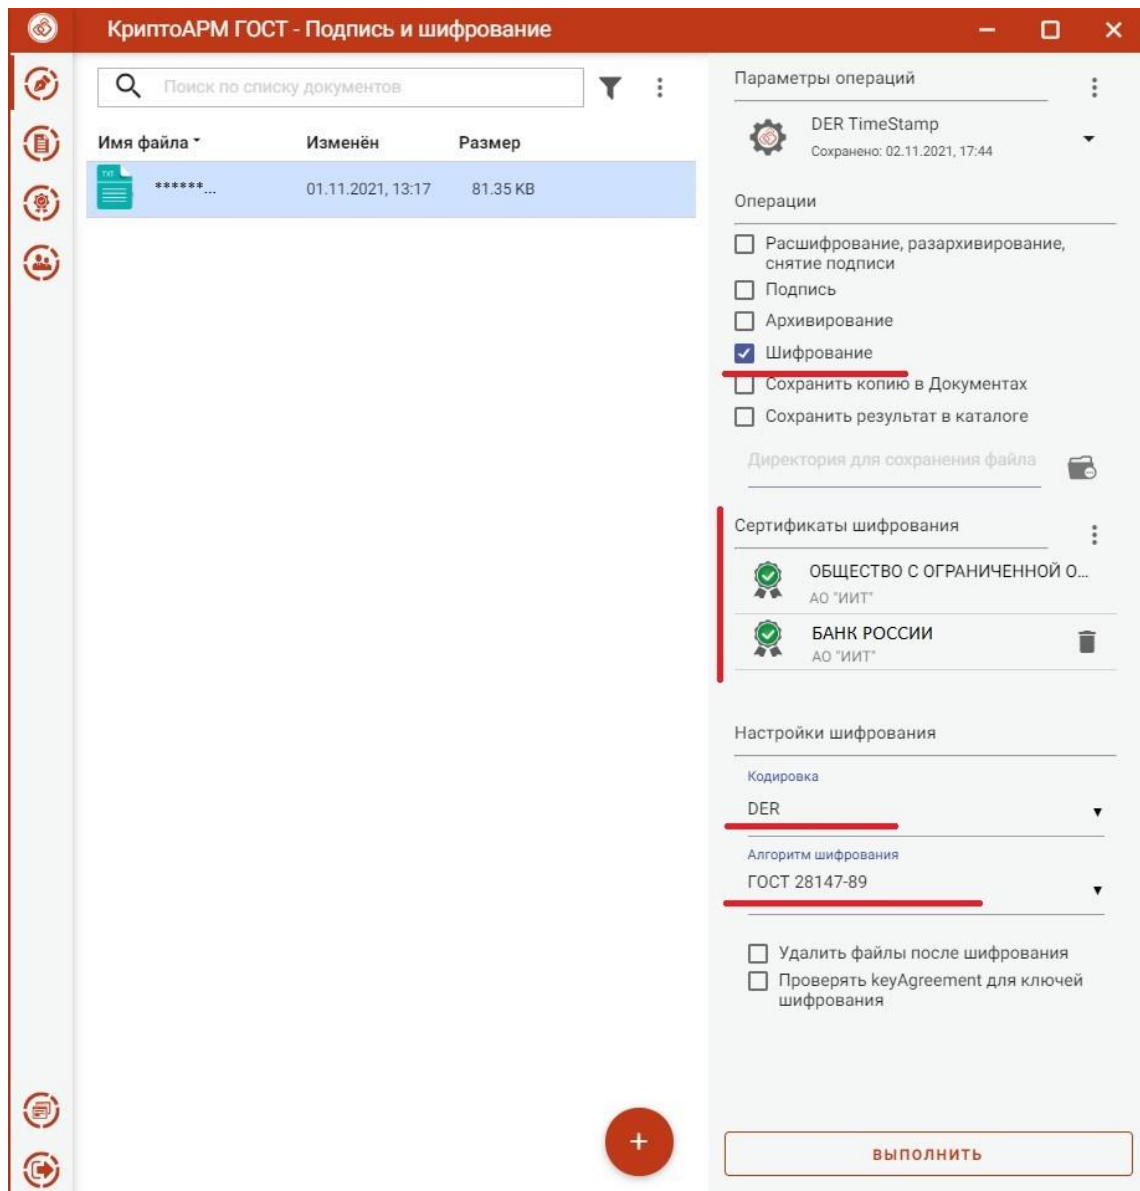 КриптоАРМ ГОСТ - Подпись и шифрование
Поиск по списку документов
Имя файла Изменён Размер
TXT ******... 01.11.2021, 13:17 81.35 KB
Параметры операций
DER TimeStamp
Сохранено: 02.11.2021, 17:44
Операции
Расшифрование, разархивирование,
снятие подписи
Подпись
Архивирование
Шифрование
Сохранить копию в Документах
Сохранить результат в каталоге
Директория для сохранения файла
Сертификаты шифрования
ОБЩЕСТВО С ОГРАНИЧЕННОЙ О...
АО "ИИТ"
БАНК РОССИИ
АО "ИИТ"
Настройки шифрования
Кодировка
DER
Алгоритм шифрования
ГОСТ 28147-89
Удалить файлы после шифрования
Проверять keyAgreement для ключей
шифрования
+
ВЫПОЛНИТЬ